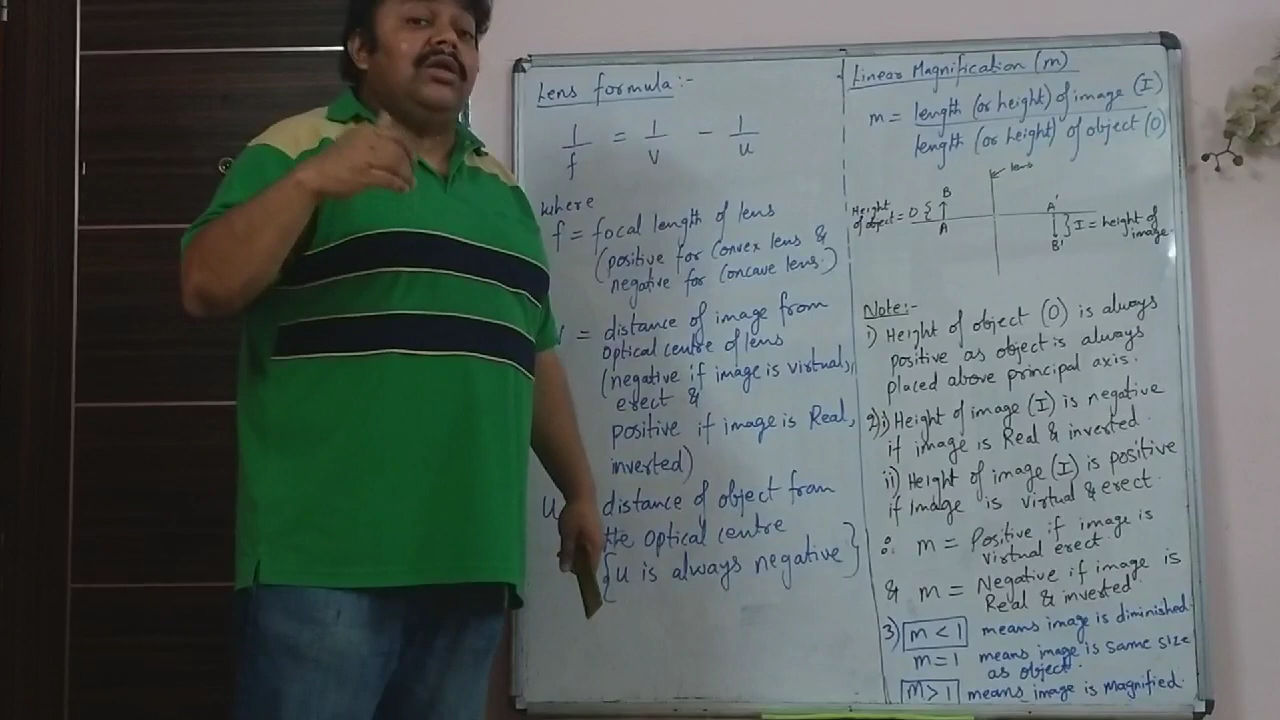 Lens formula:-
1/f = 1/v - 1/u
where
f = focal length of lens
(positive for Convex lens &
negative for Concave lens.)
= distance of image from
optical centre of lens
(negative if image is virtual,
erect &
positive if image is Real,
inverted)
u distance of object from
the optical centre
{u is always negative}
Linear Magnification (m)
m = length (or height) of image (I)
length (or height) of object (O)
lens
Height
of object = O {
B
A
A'
B'
} I = height of
image
Note:-
1) Height of object (O) is always
positive as object is always
placed above principal axis.
2) i) Height of image (I) is negative
if image is Real & inverted.
ii) Height of image (I) is positive
if Image is virtual & erect.
∴ m = Positive if image is
virtual erect
& m = Negative if image is
Real & inverted
3) m < 1 means image is diminished.
m = 1 means image is same size
as object.
m > 1 means image is magnified.